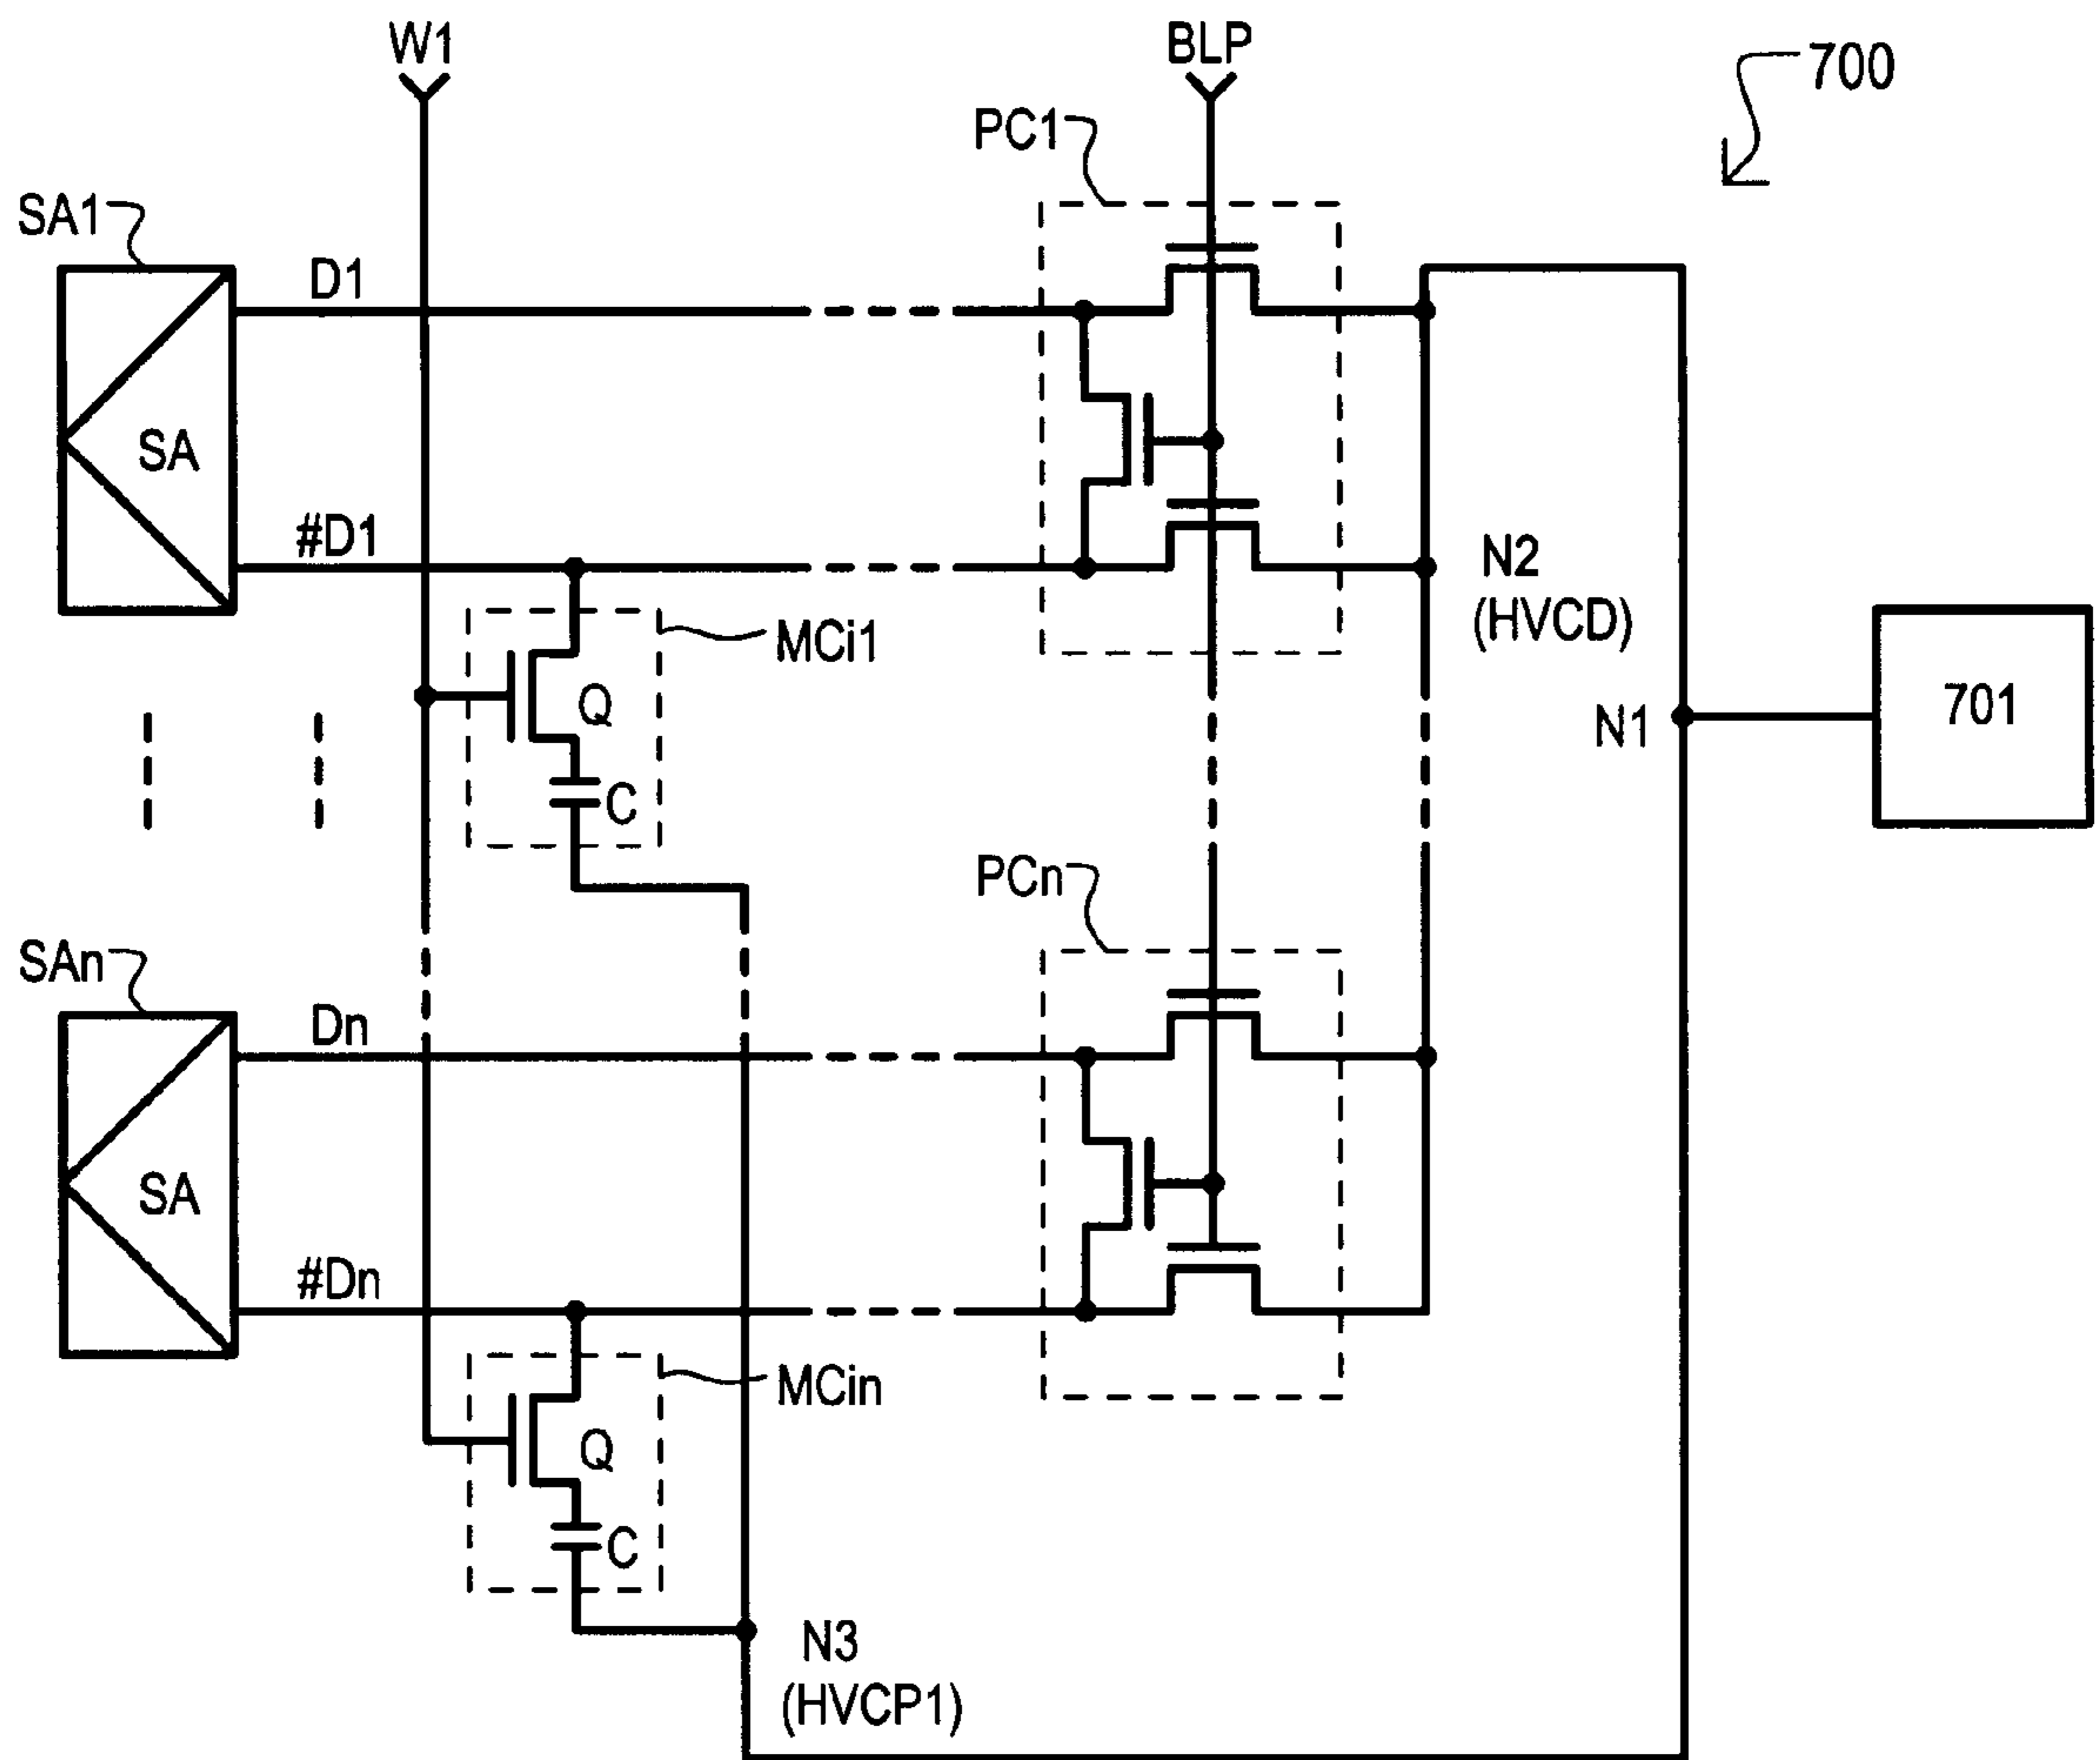 W1
BLP
700
PC1
SA1
D1
SA
#D1
N2
(HVCD)
MCi1
Q
701
N1
C
PCn
SAn
Dn
SA
#Dn
MCin
Q
C
N3
(HVCP1)